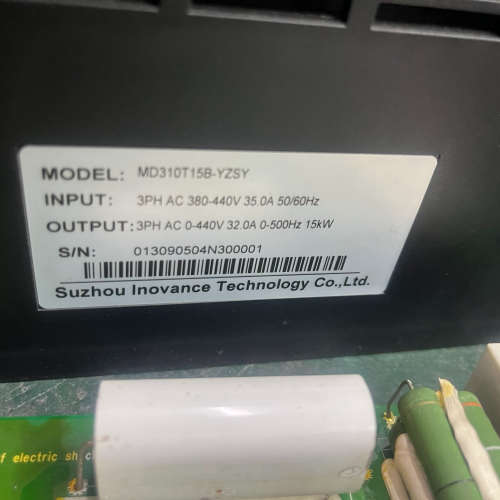 MODEL: MD310T15B-YZSY
INPUT: 3PH AC 380-440V 35.0A 50/60Hz
OUTPUT: 3PH AC 0-440V 32.0A 0-500Hz 15kW
S/N: 013090504N300001
Suzhou Inovance Technology Co.,Ltd.
f electric sh c